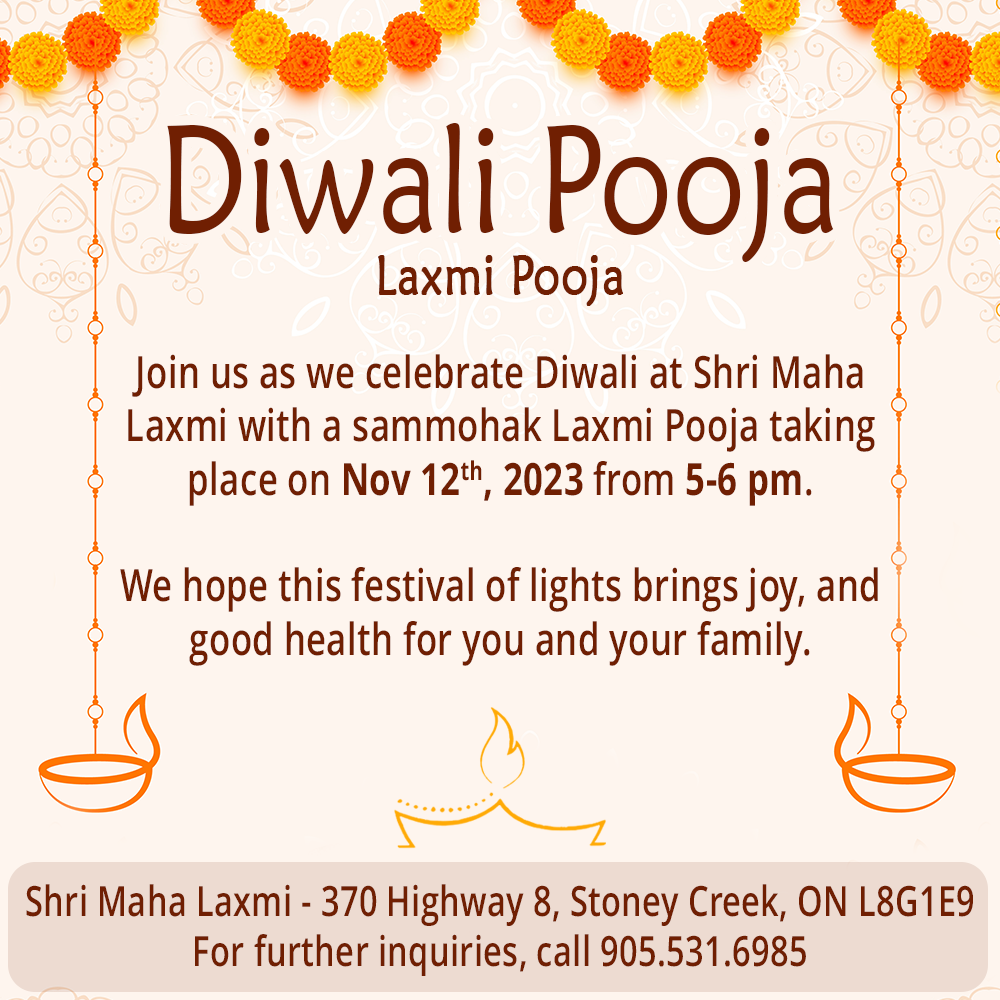 Diwali Pooja
Laxmi Pooja
Join us as we celebrate Diwali at Shri Maha
Laxmi with a sammohak Laxmi Pooja taking
place on Nov 12th, 2023 from 5-6 pm.
We hope this festival of lights brings joy, and
good health for you and your family.
Shri Maha Laxmi - 370 Highway 8, Stoney Creek, ON L8G1E9
For further inquiries, call 905.531.6985